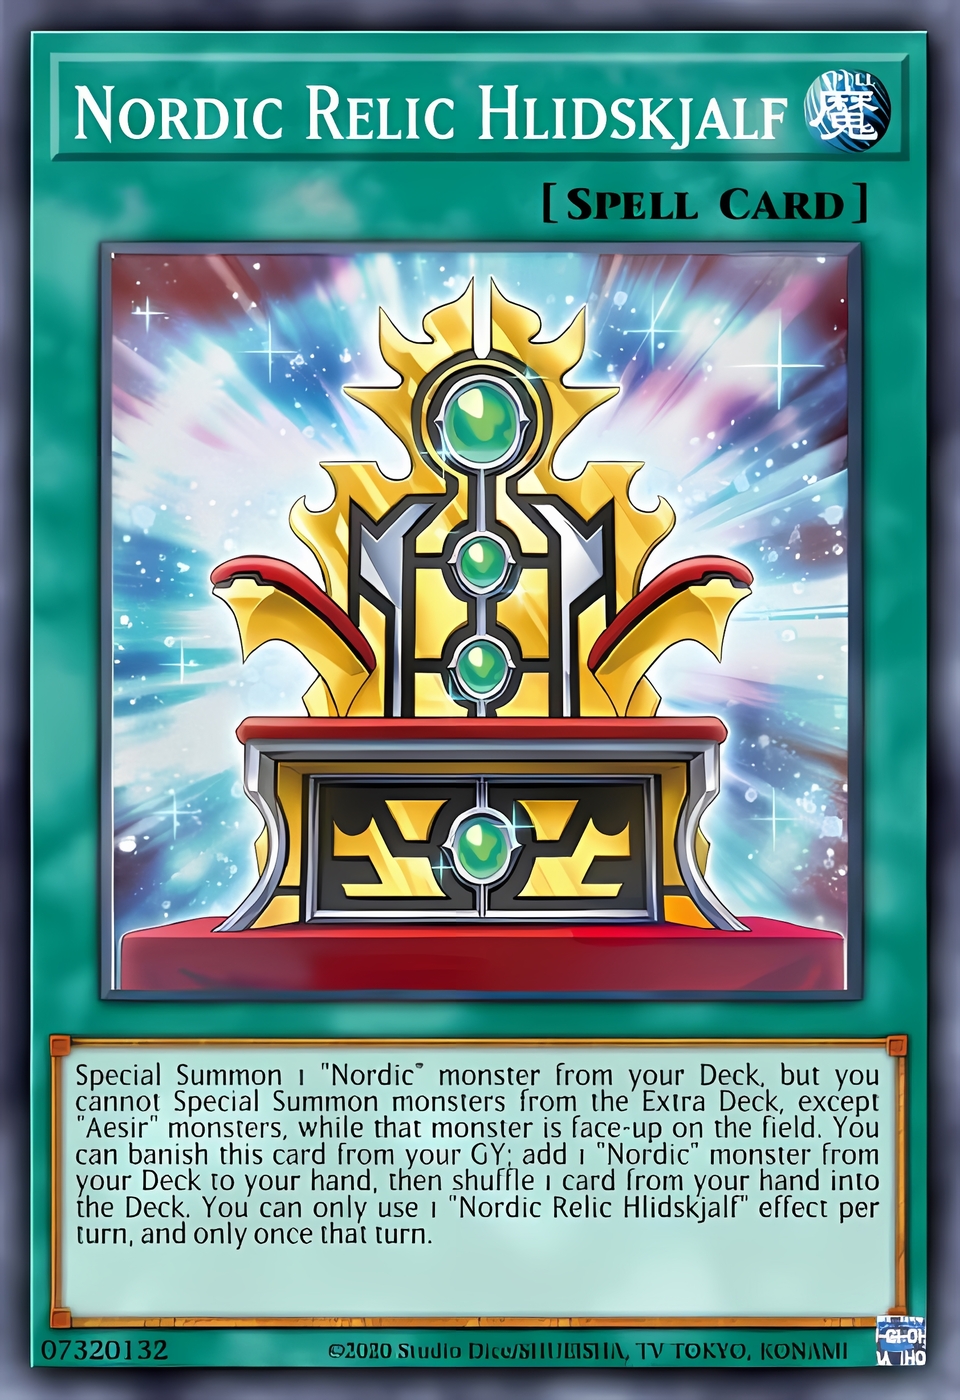 Nordic Relic Hlidskjalf
魔
[Spell Card]
Special Summon 1 "Nordic" monster from your Deck, but you
cannot Special Summon monsters from the Extra Deck, except
"Aesir" monsters, while that monster is face-up on the field. You
can banish this card from your GY; add 1 "Nordic" monster from
your Deck to your hand, then shuffle 1 card from your hand into
the Deck. You can only use 1 "Nordic Relic Hlidskjalf" effect per
turn, and only once that turn.
07320132
©2020 Studio Dice/SHUEISHA, TV TOKYO, KONAMI